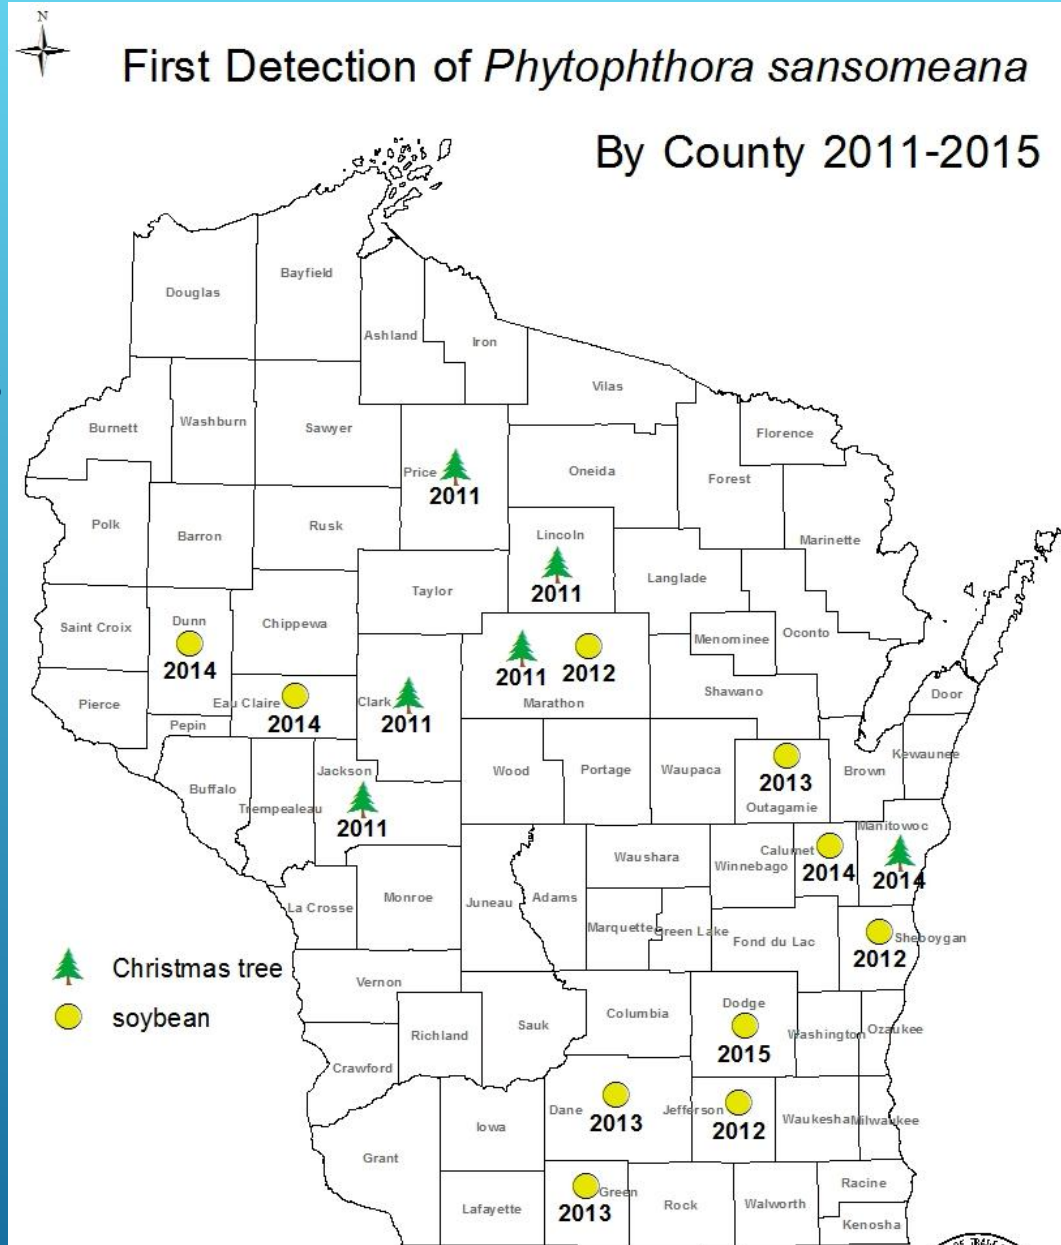 N
First Detection of Phytophthora sansomeana
By County 2011-2015
Bayfield
Douglas
Ashland
Iron
Vilas
Burnett
Washburn
Sawyer
Florence
Price
2011
Oneida
Forest
Polk
Barron
Rusk
Lincoln
2011
Marinette
Taylor
Langlade
Saint Croix
Dunn
2014
Chippewa
Menominee
Oconto
2011
2012
Marathon
Shawano
Door
Pierce
Eau Claire
2014
Clark
2011
Pepin
Jackson
2011
Wood
Portage
Waupaca
2013
Outagamie
Brown
Kewaunee
Buffalo
Trempealeau
Manitowoc
2014
Calumet
2014
Waushara
Winnebago
La Crosse
Monroe
Juneau
Adams
Marquette
Green Lake
Fond du Lac
Sheboygan
2012
Christmas tree
soybean
Vernon
Richland
Sauk
Columbia
Dodge
2015
Washington
Ozaukee
Crawford
Dane
2013
Jefferson
2012
Waukesha
Milwaukee
Iowa
Grant
Lafayette
Green
2013
Rock
Walworth
Racine
Kenosha